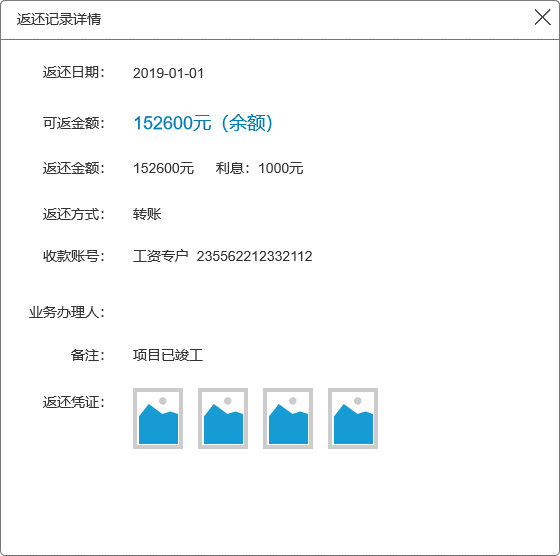 返还记录详情
返还日期： 2019-01-01
可返金额： 152600元（余额）
返还金额： 152600元 利息：1000元
返还方式： 转账
收款账号： 工资专户 235562212332112
业务办理人：
备注： 项目已竣工
返还凭证：